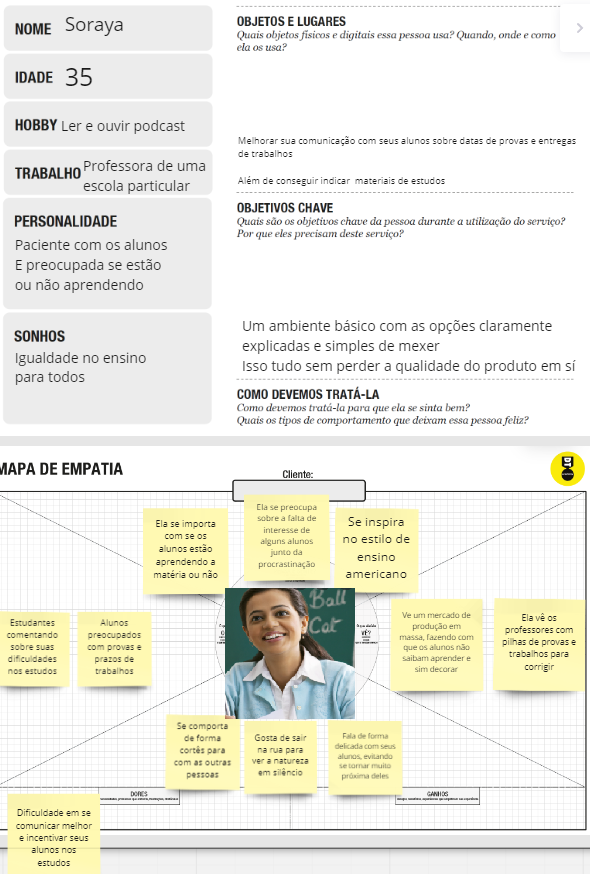 NOME Soraya
IDADE 35
HOBBY Ler e ouvir podcast
TRABALHO Professora de uma
escola particular
PERSONALIDADE
Paciente com os alunos
E preocupada se estão
ou não aprendendo
SONHOS
Igualdade no ensino
para todos
OBJETOS E LUGARES
Quais objetos físicos e digitais essa pessoa usa? Quando, onde e como
ela os usa?
Melhorar sua comunicação com seus alunos sobre datas de provas e entregas
de trabalhos
Além de conseguir indicar materiais de estudos
OBJETIVOS CHAVE
Quais são os objetivos chave da pessoa durante a utilização do serviço?
Por que eles precisam deste serviço?
Um ambiente básico com as opções claramente
explicadas e simples de mexer
Isso tudo sem perder a qualidade do produto em sí
COMO DEVEMOS TRATÁ-LA
Como devemos tratá-la para que ela se sinta bem?
Quais os tipos de comportamento que deixam essa pessoa feliz?
MAPA DE EMPATIA
Cliente:
Ela se importa
com se os
alunos estão
aprendendo a
matéria ou não
Ela se preocupa
sobre a falta de
interesse de
alguns alunos
junto da
procrastinação
Se inspira
no estilo de
ensino
americano
Estudantes
comentando
sobre suas
dificuldades
nos estudos
Alunos
preocupados
com provas e
prazos de
trabalhos
Ball
Cat
VÊ?
Ve um mercado de
produção em
massa, fazendo com
que os alunos não
saibam aprender e
sim decorar
Ela vê os
professores com
pilhas de provas e
trabalhos para
corrigir
Se comporta
de forma
cortês para
com as outras
pessoas
Gosta de sair
na rua para
ver a natureza
em silêncio
Fala de forma
delicada com seus
alunos, evitando
se tornar muito
próxima deles
DORES
GANHOS
Dificuldade em se
comunicar melhor
e incentivar seus
alunos nos
estudos